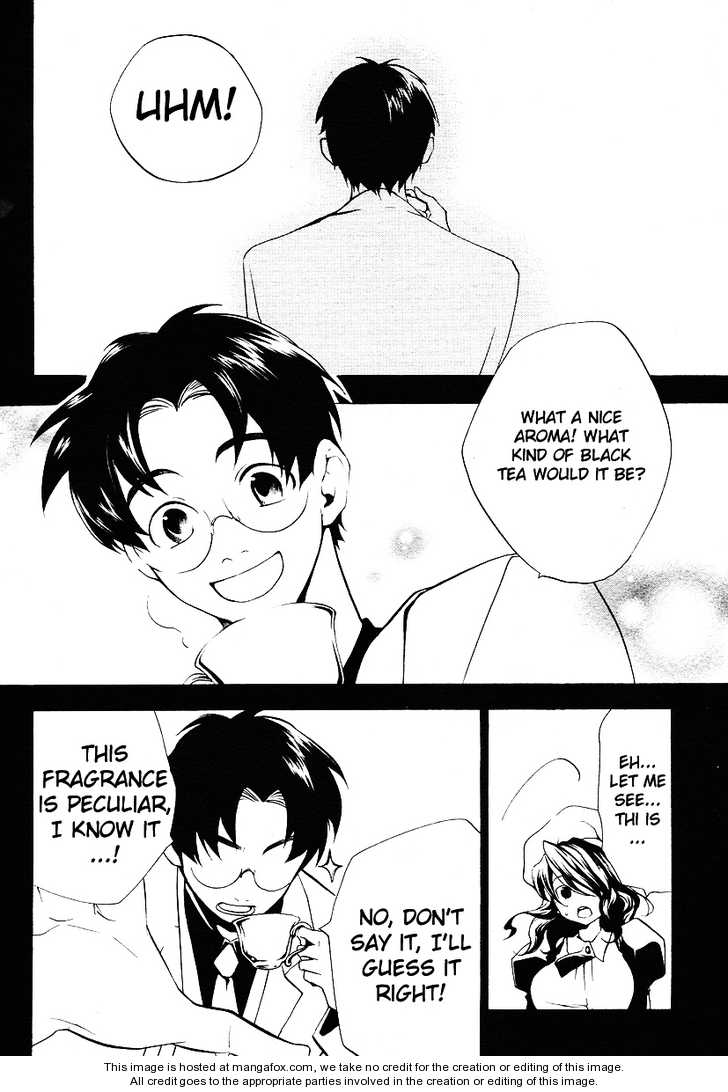 UHM!
WHAT A NICE
AROMA! WHAT
KIND OF BLACK
TEA WOULD IT BE?
EH...
LET ME
SEE...
THI IS
...
THIS
FRAGRANCE
IS PECULIAR,
I KNOW IT
...!
NO, DON'T
SAY IT, I'LL
GUESS IT
RIGHT!
This image is hosted at mangafox.com, we take no credit for the creation or editing of this image.
All credit goes to the appropriate parties involved in the creation or editing of this image.